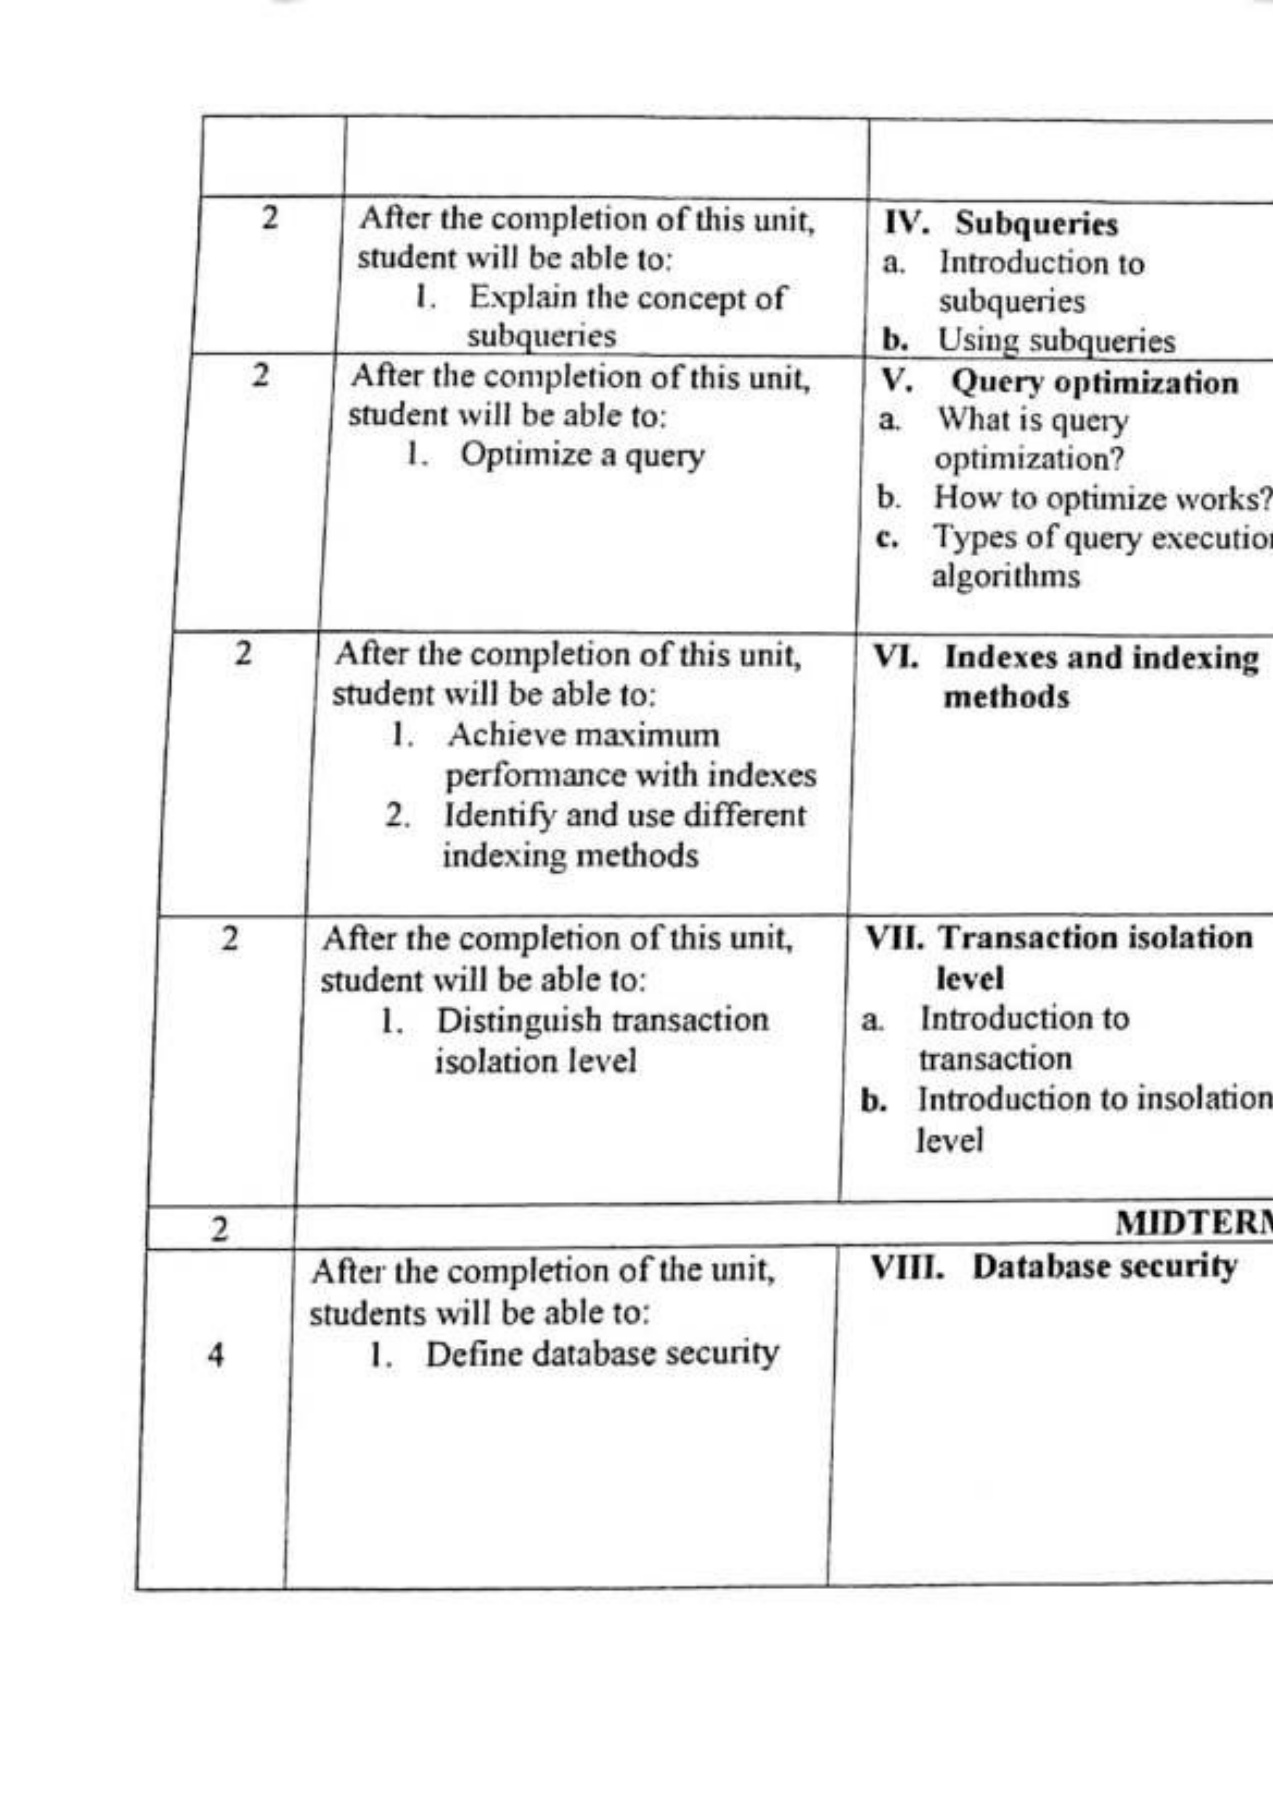 2
After the completion of this unit,
student will be able to:
1. Explain the concept of
subqueries
IV. Subqueries
a. Introduction to
subqueries
b. Using subqueries
2
After the completion of this unit,
student will be able to:
1. Optimize a query
V. Query optimization
a. What is query
optimization?
b. How to optimize works?
c. Types of query executio
algorithms
2
After the completion of this unit,
student will be able to:
1. Achieve maximum
performance with indexes
2. Identify and use different
indexing methods
VI. Indexes and indexing
methods
2
After the completion of this unit,
student will be able to:
1. Distinguish transaction
isolation level
VII. Transaction isolation
level
a. Introduction to
transaction
b. Introduction to insolation
level
2
MIDTERM
4
After the completion of the unit,
students will be able to:
1. Define database security
VIII. Database security